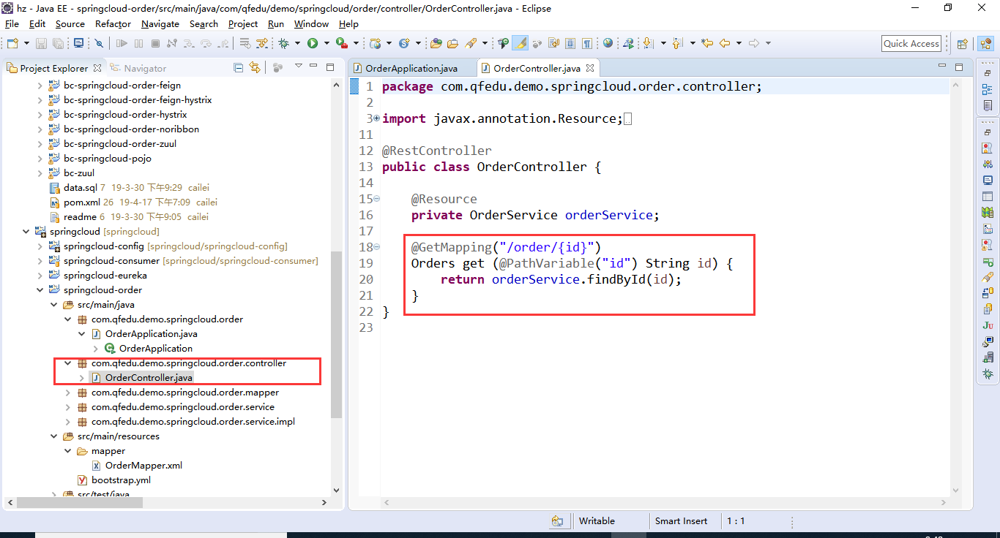 hz - Java EE - springcloud-order/src/main/java/com/qfedu/demo/springcloud/order/controller/OrderController.java - Eclipse
File Edit Source Refactor Navigate Search Project Run Window Help
Quick Access
Project Explorer
Navigator
bc-springcloud-order-feign
bc-springcloud-order-feign-hystrix
bc-springcloud-order-hystrix
bc-springcloud-order-noribbon
bc-springcloud-order-zuul
bc-springcloud-pojo
bc-zuul
data.sql 7 19-3-30 下午9:29 cailei
pom.xml 26 19-4-17 下午7:09 cailei
readme 6 19-3-30 下午9:05 cailei
springcloud [springcloud]
springcloud-config [springcloud/springcloud-config]
springcloud-consumer [springcloud/springcloud-consumer]
springcloud-eureka
springcloud-order
src/main/java
com.qfedu.demo.springcloud.order
OrderApplication.java
OrderApplication
com.qfedu.demo.springcloud.order.controller
OrderController.java
com.qfedu.demo.springcloud.order.mapper
com.qfedu.demo.springcloud.order.service
com.qfedu.demo.springcloud.order.service.impl
src/main/resources
mapper
OrderMapper.xml
bootstrap.yml
src/test/java
OrderApplication.java
OrderController.java
1 package com.qfedu.demo.springcloud.order.controller;
2
3 import javax.annotation.Resource;
11
12 @RestController
13 public class OrderController {
14
15 @Resource
16 private OrderService orderService;
17
18 @GetMapping("/order/{id}")
19 Orders get (@PathVariable("id") String id) {
20 return orderService.findById(id);
21 }
22 }
23
Writable
Smart Insert
1 : 1